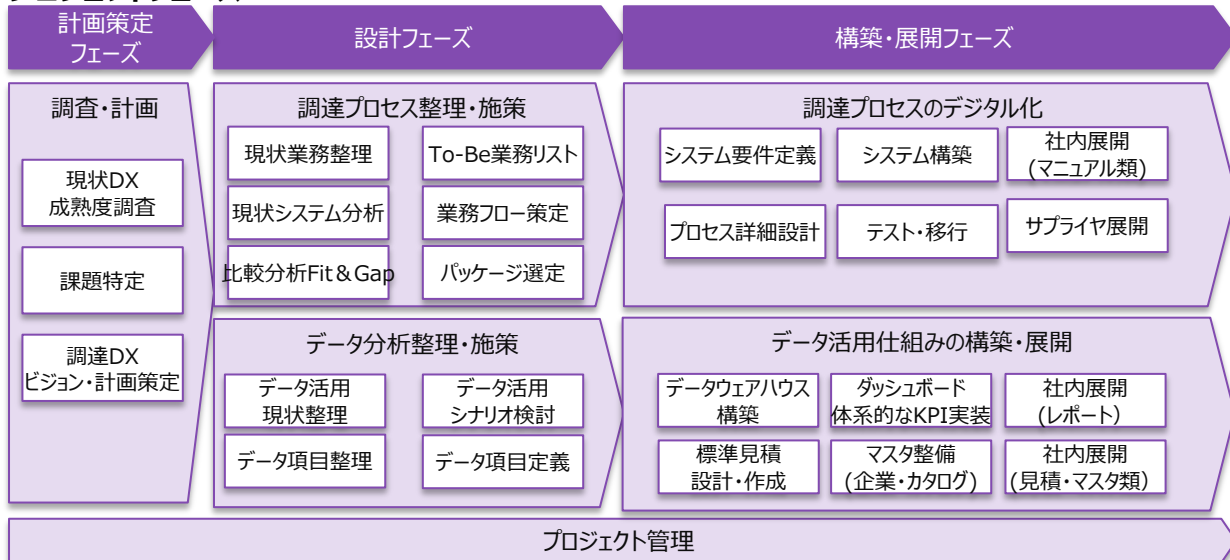 計画策定
フェーズ
設計フェーズ
構築・展開フェーズ
調査・計画
現状DX
成熟度調査
課題特定
調達DX
ビジョン・計画策定
調達プロセス整理・施策
現状業務整理
To-Be業務リスト
現状システム分析
業務フロー策定
比較分析Fit&Gap
パッケージ選定
データ分析整理・施策
データ活用
現状整理
データ活用
シナリオ検討
データ項目整理
データ項目定義
調達プロセスのデジタル化
システム要件定義
システム構築
社内展開
(マニュアル類)
プロセス詳細設計
テスト・移行
サプライヤ展開
データ活用仕組みの構築・展開
データウェアハウス
構築
ダッシュボード
体系的なKPI実装
社内展開
(レポート)
標準見積
設計・作成
マスタ整備
(企業・カタログ)
社内展開
(見積・マスタ類)
プロジェクト管理